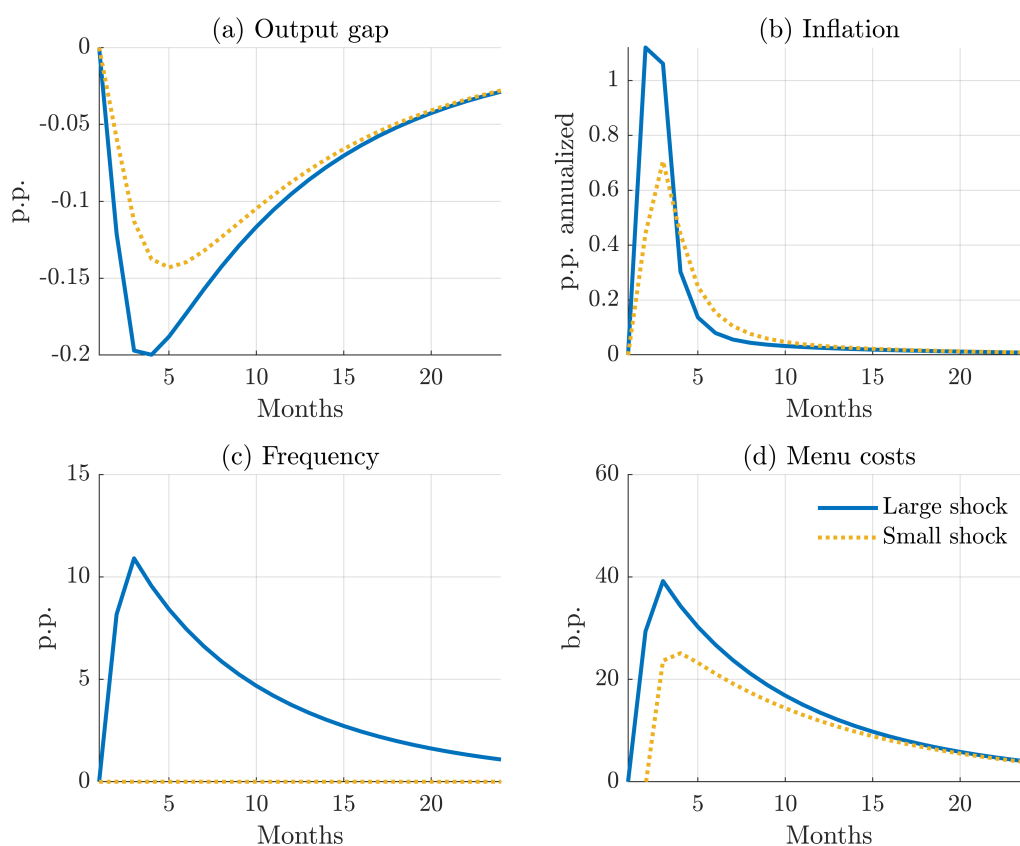 (a) Output gap
0
-0.05
-0.1
-0.15
-0.2
p.p.
5
10
15
20
Months
(b) Inflation
1
0.8
0.6
0.4
0.2
0
p.p. annualized
5
10
15
20
Months
(c) Frequency
15
10
5
0
p.p.
5
10
15
20
Months
(d) Menu costs
60
40
20
0
b.p.
Large shock
Small shock
5
10
15
20
Months